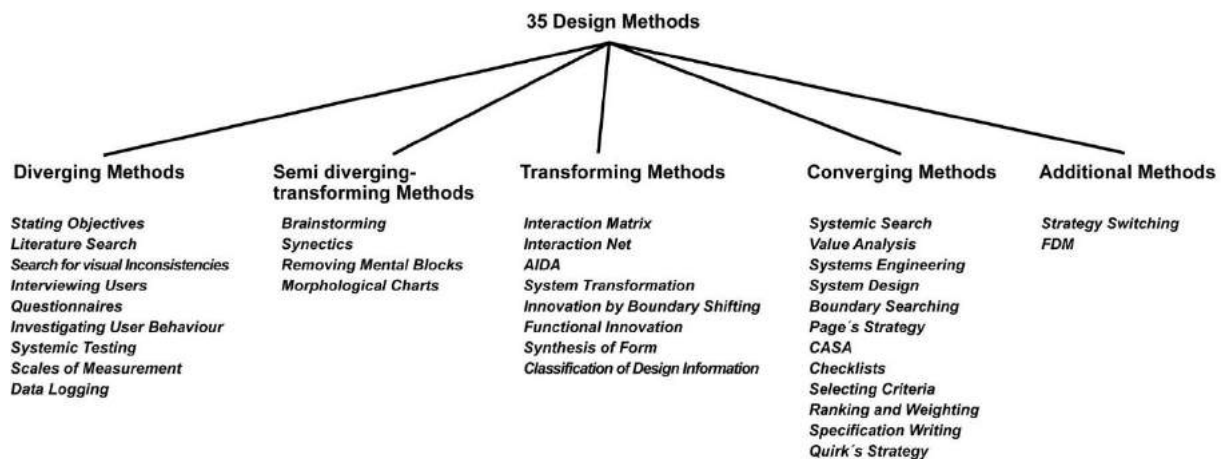 35 Design Methods
Diverging Methods
Stating Objectives
Literature Search
Search for visual Inconsistencies
Interviewing Users
Questionnaires
Investigating User Behaviour
Systemic Testing
Scales of Measurement
Data Logging
Semi diverging-
transforming Methods
Brainstorming
Synectics
Removing Mental Blocks
Morphological Charts
Transforming Methods
Interaction Matrix
Interaction Net
AIDA
System Transformation
Innovation by Boundary Shifting
Functional Innovation
Synthesis of Form
Classification of Design Information
Converging Methods
Systemic Search
Value Analysis
Systems Engineering
System Design
Boundary Searching
Page´s Strategy
CASA
Checklists
Selecting Criteria
Ranking and Weighting
Specification Writing
Quirk´s Strategy
Additional Methods
Strategy Switching
FDM